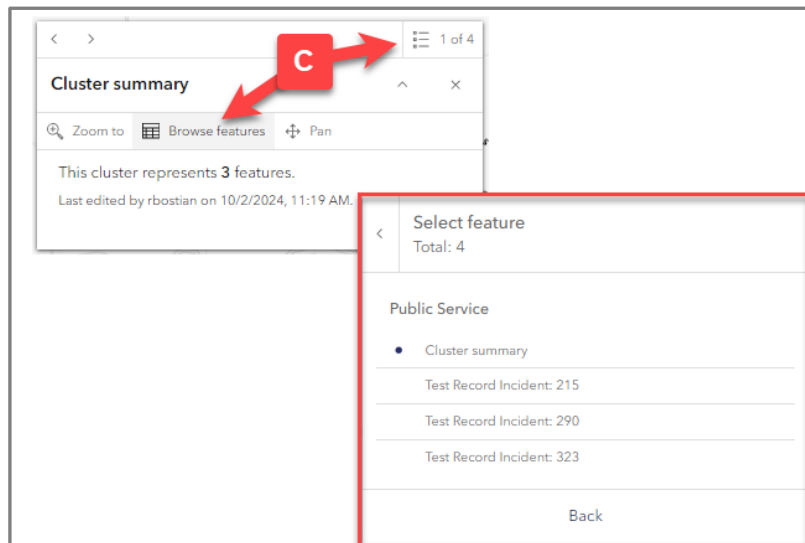 1 of 4
C
Cluster summary
Zoom to Browse features Pan
This cluster represents 3 features.
Last edited by rbostian on 10/2/2024, 11:19 AM.
Select feature
Total: 4
Public Service
Cluster summary
Test Record Incident: 215
Test Record Incident: 290
Test Record Incident: 323
Back